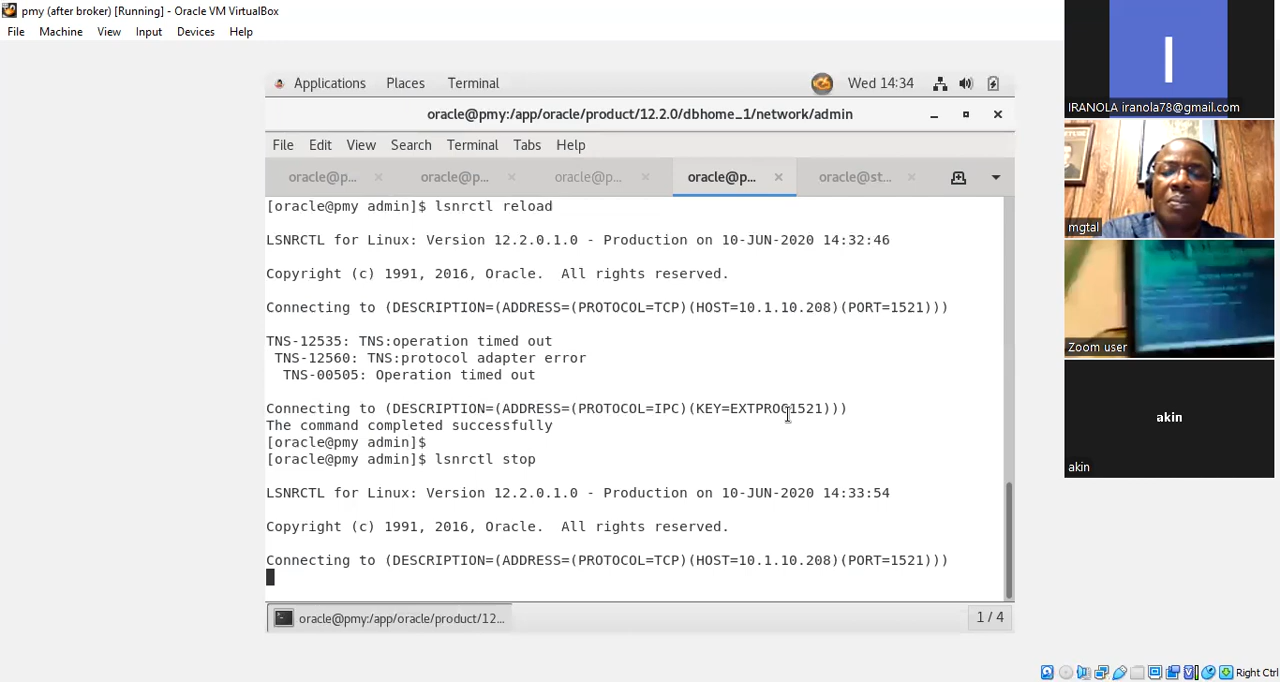 pmy (after broker) [Running] - Oracle VM VirtualBox
File Machine View Input Devices Help
Applications Places Terminal Wed 14:34
oracle@pmy:/app/oracle/product/12.2.0/dbhome_1/network/admin
File Edit View Search Terminal Tabs Help
oracle@p... oracle@p... oracle@p... oracle@p... oracle@st...
[oracle@pmy admin]$ lsnrctl reload
LSNRCTL for Linux: Version 12.2.0.1.0 - Production on 10-JUN-2020 14:32:46
Copyright (c) 1991, 2016, Oracle.  All rights reserved.
Connecting to (DESCRIPTION=(ADDRESS=(PROTOCOL=TCP)(HOST=10.1.10.208)(PORT=1521)))
TNS-12535: TNS:operation timed out
TNS-12560: TNS:protocol adapter error
TNS-00505: Operation timed out
Connecting to (DESCRIPTION=(ADDRESS=(PROTOCOL=IPC)(KEY=EXTPROC1521)))
The command completed successfully
[oracle@pmy admin]$
[oracle@pmy admin]$ lsnrctl stop
LSNRCTL for Linux: Version 12.2.0.1.0 - Production on 10-JUN-2020 14:33:54
Copyright (c) 1991, 2016, Oracle.  All rights reserved.
Connecting to (DESCRIPTION=(ADDRESS=(PROTOCOL=TCP)(HOST=10.1.10.208)(PORT=1521)))
oracle@pmy:/app/oracle/product/12...
1 / 4
Right Ctrl
I
IRANOLA iranola78@gmail.com
mgtal
Zoom user
akin
akin